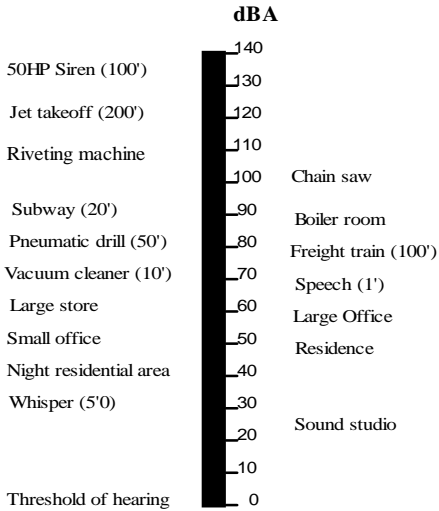 dBA
140
50HP Siren (100')
130
Jet takeoff (200')
120
110
Riveting machine
100
Chain saw
Subway (20')
90
Boiler room
Pneumatic drill (50')
80
Freight train (100')
Vacuum cleaner (10')
70
Speech (1')
Large store
60
Large Office
Small office
50
Residence
Night residential area
40
Whisper (5'0)
30
Sound studio
20
10
Threshold of hearing
0